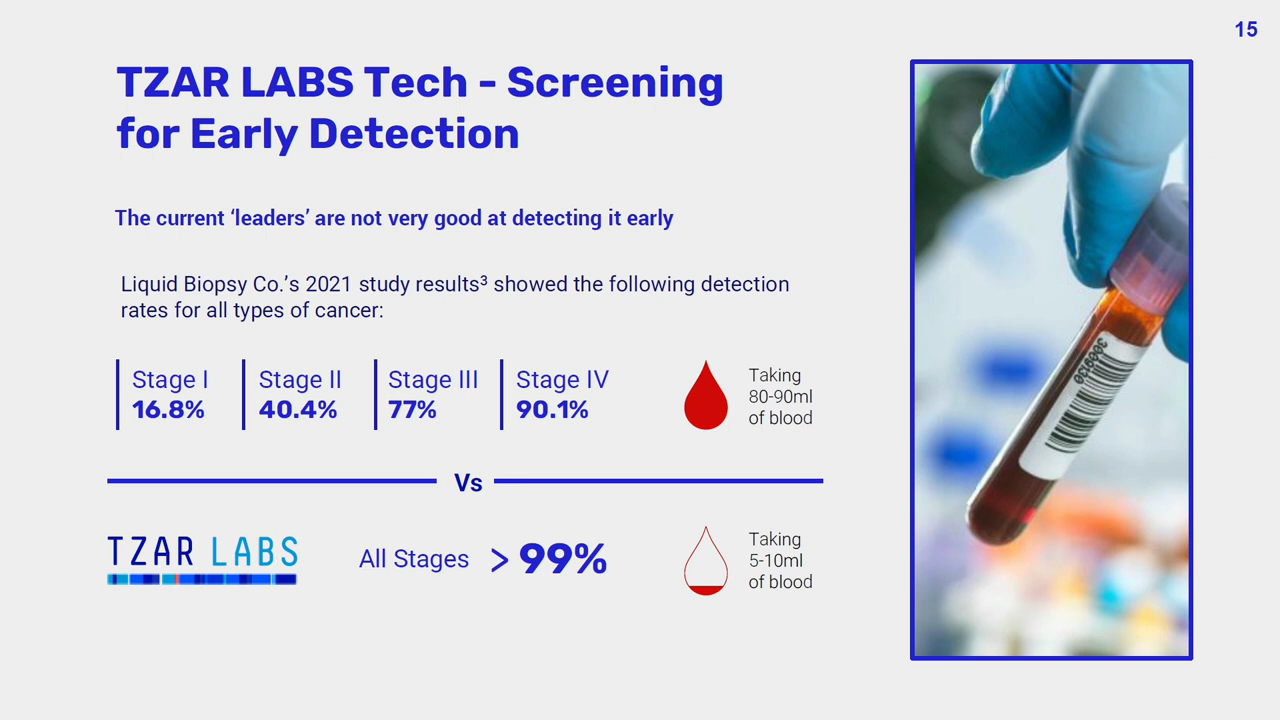 15
TZAR LABS Tech - Screening
for Early Detection
The current ‘leaders’ are not very good at detecting it early
Liquid Biopsy Co.’s 2021 study results³ showed the following detection
rates for all types of cancer:
Stage I
16.8%
Stage II
40.4%
Stage III
77%
Stage IV
90.1%
Taking
80-90ml
of blood
Vs
TZAR LABS
All Stages > 99%
Taking
5-10ml
of blood